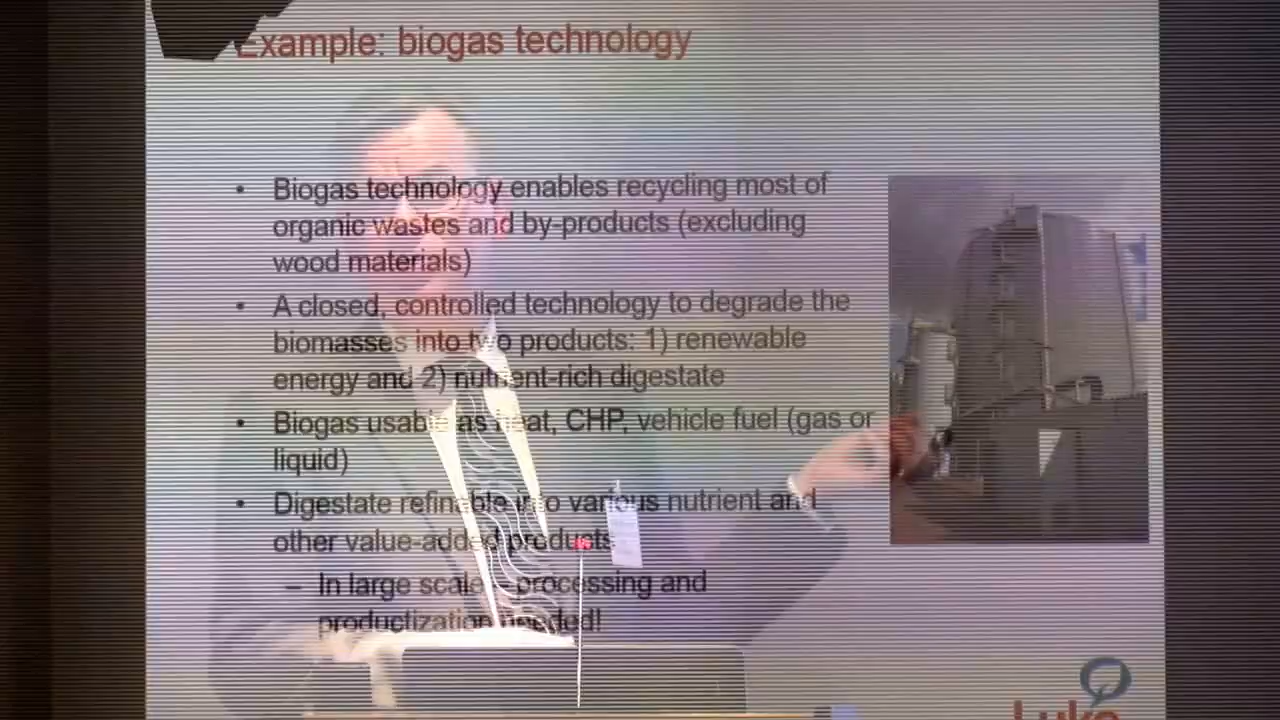 Example: biogas technology
• Biogas technology enables recycling most of
organic wastes and by-products (excluding
wood materials)
• A closed, controlled technology to degrade the
biomasses into two products: 1) renewable
energy and 2) nutrient-rich digestate
• Biogas usable as heat, CHP, vehicle fuel (gas or
liquid)
• Digestate refinable into various nutrient and
other value-added products
– In large scale – processing and
productization needed!
Luke